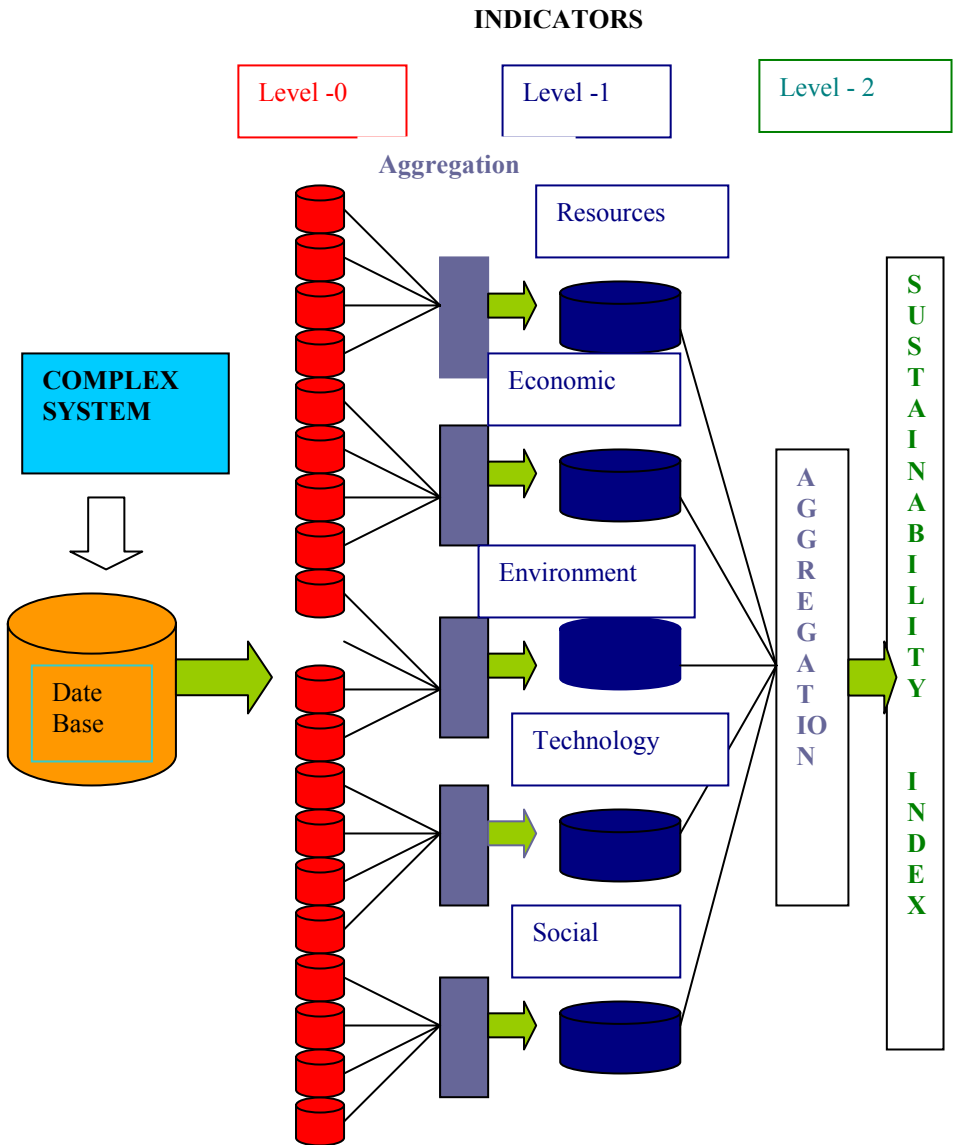 INDICATORS
Level -0
Level -1
Level - 2
Aggregation
Resources
COMPLEX
SYSTEM
Economic
Environment
Date
Base
Technology
Social
A
G
G
R
E
G
A
T
IO
N
S
U
S
T
A
I
N
A
B
I
L
I
T
Y
I
N
D
E
X